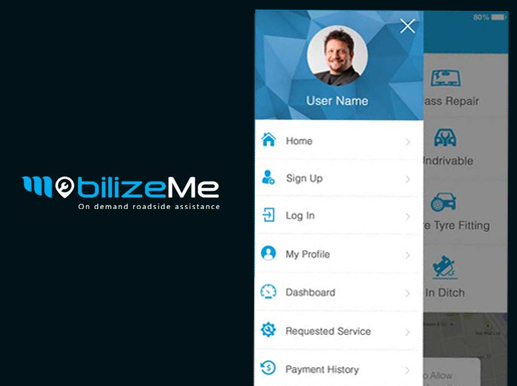 mobilizeMe
On demand roadside assistance
80%
User Name
Home
Sign Up
Log In
My Profile
Dashboard
Requested Service
Payment History
ass Repair
Undrivable
re Tyre Fitting
In Ditch
o Allow